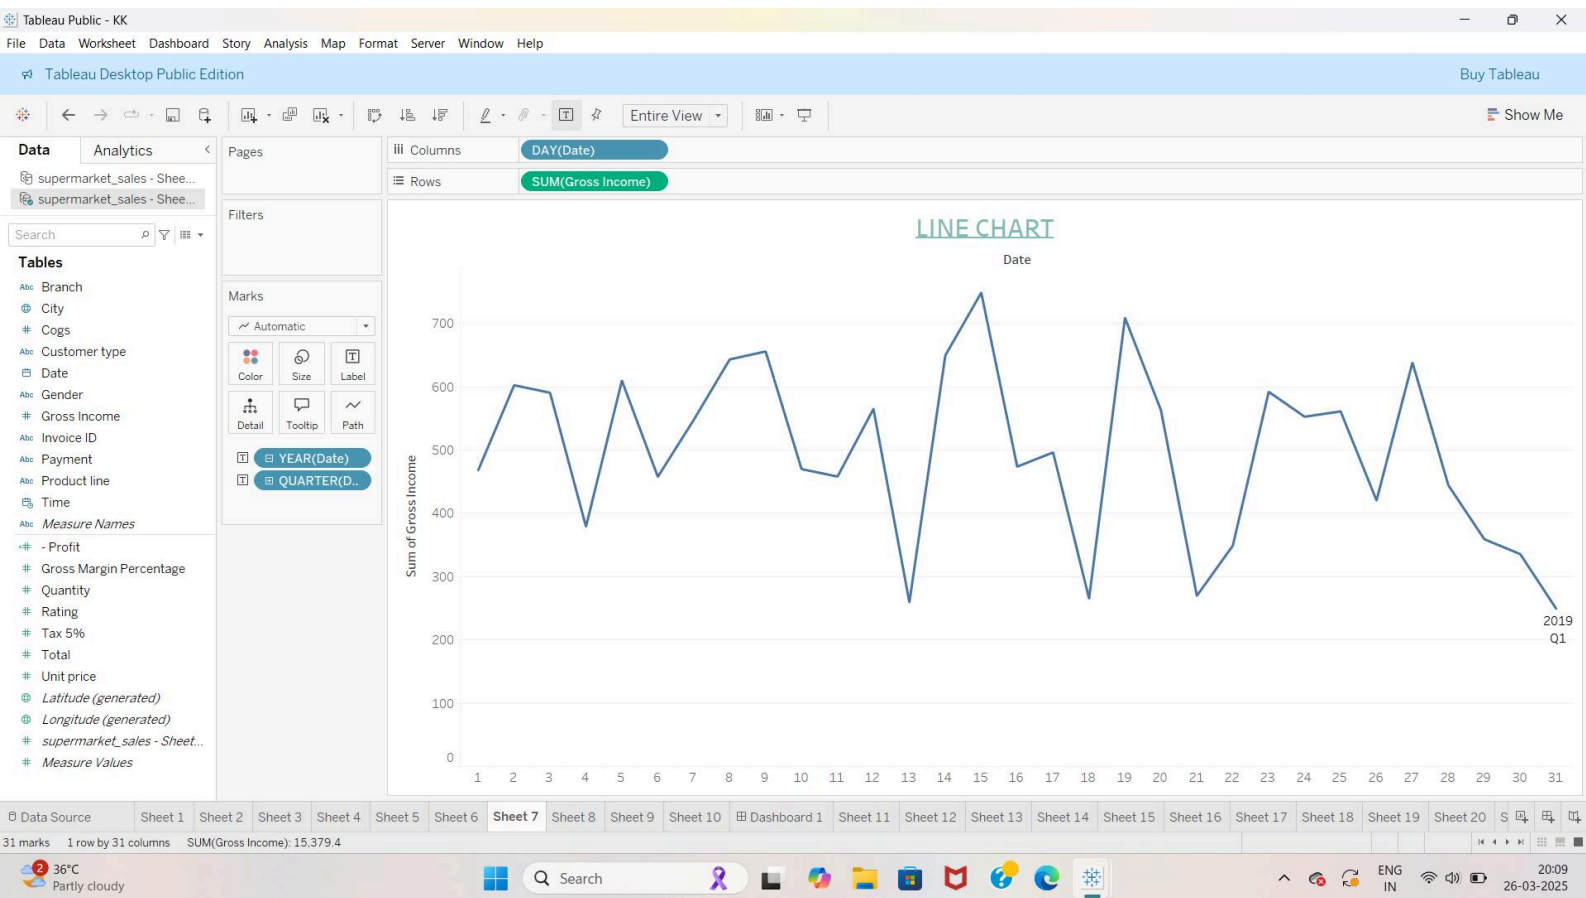 Tableau Public - KK
File Data Worksheet Dashboard Story Analysis Map Format Server Window Help
Tableau Desktop Public Edition
Buy Tableau
Entire View
Show Me
Data
Analytics
supermarket_sales - Shee...
supermarket_sales - Shee...
Search
Tables
Abc Branch
City
# Cogs
Abc Customer type
Date
Abc Gender
# Gross Income
Abc Invoice ID
Abc Payment
Abc Product line
Time
Abc Measure Names
# - Profit
# Gross Margin Percentage
# Quantity
# Rating
# Tax 5%
# Total
# Unit price
Latitude (generated)
Longitude (generated)
# supermarket_sales - Sheet...
# Measure Values
Pages
Filters
Marks
Automatic
Color Size Label
Detail Tooltip Path
YEAR(Date)
QUARTER(D..
Columns
DAY(Date)
Rows
SUM(Gross Income)
LINE CHART
Date
Sum of Gross Income
700
600
500
400
300
200
100
0
2019
Q1
1 2 3 4 5 6 7 8 9 10 11 12 13 14 15 16 17 18 19 20 21 22 23 24 25 26 27 28 29 30 31
Data Source Sheet 1 Sheet 2 Sheet 3 Sheet 4 Sheet 5 Sheet 6 Sheet 7 Sheet 8 Sheet 9 Sheet 10 Dashboard 1 Sheet 11 Sheet 12 Sheet 13 Sheet 14 Sheet 15 Sheet 16 Sheet 17 Sheet 18 Sheet 19 Sheet 20 S
31 marks 1 row by 31 columns SUM(Gross Income): 15,379.4
2
36°C
Partly cloudy
Search
ENG
IN
20:09
26-03-2025